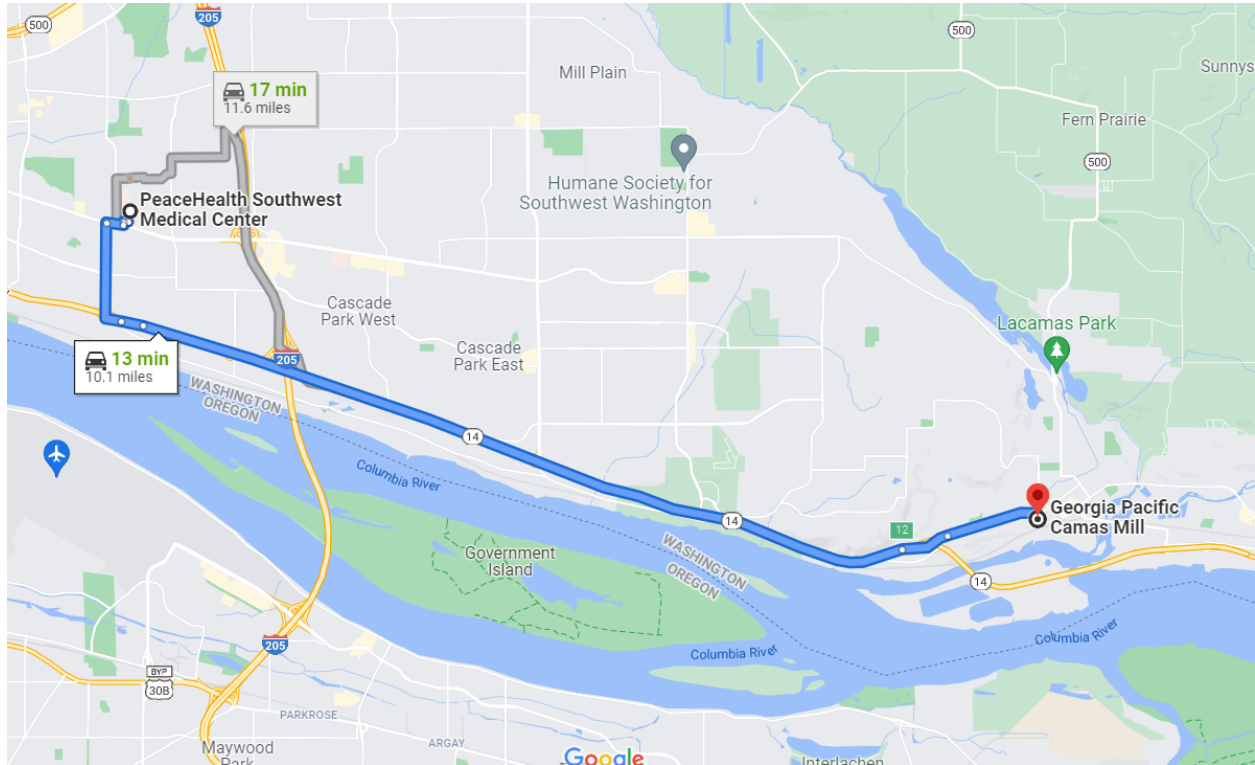 500
205
500
Mill Plain
Sunnys
17 min
11.6 miles
Fern Prairie
500
Humane Society for
Southwest Washington
PeaceHealth Southwest
Medical Center
Cascade
Park West
Lacamas Park
13 min
10.1 miles
205
Cascade
Park East
WASHINGTON
OREGON
14
Columbia River
Georgia Pacific
Camas Mill
14
12
WASHINGTON
OREGON
Government
Island
14
Columbia River
205
Columbia River
BYP
30B
PARKROSE
ARGAY
Maywood
Park
Google
Interlachen